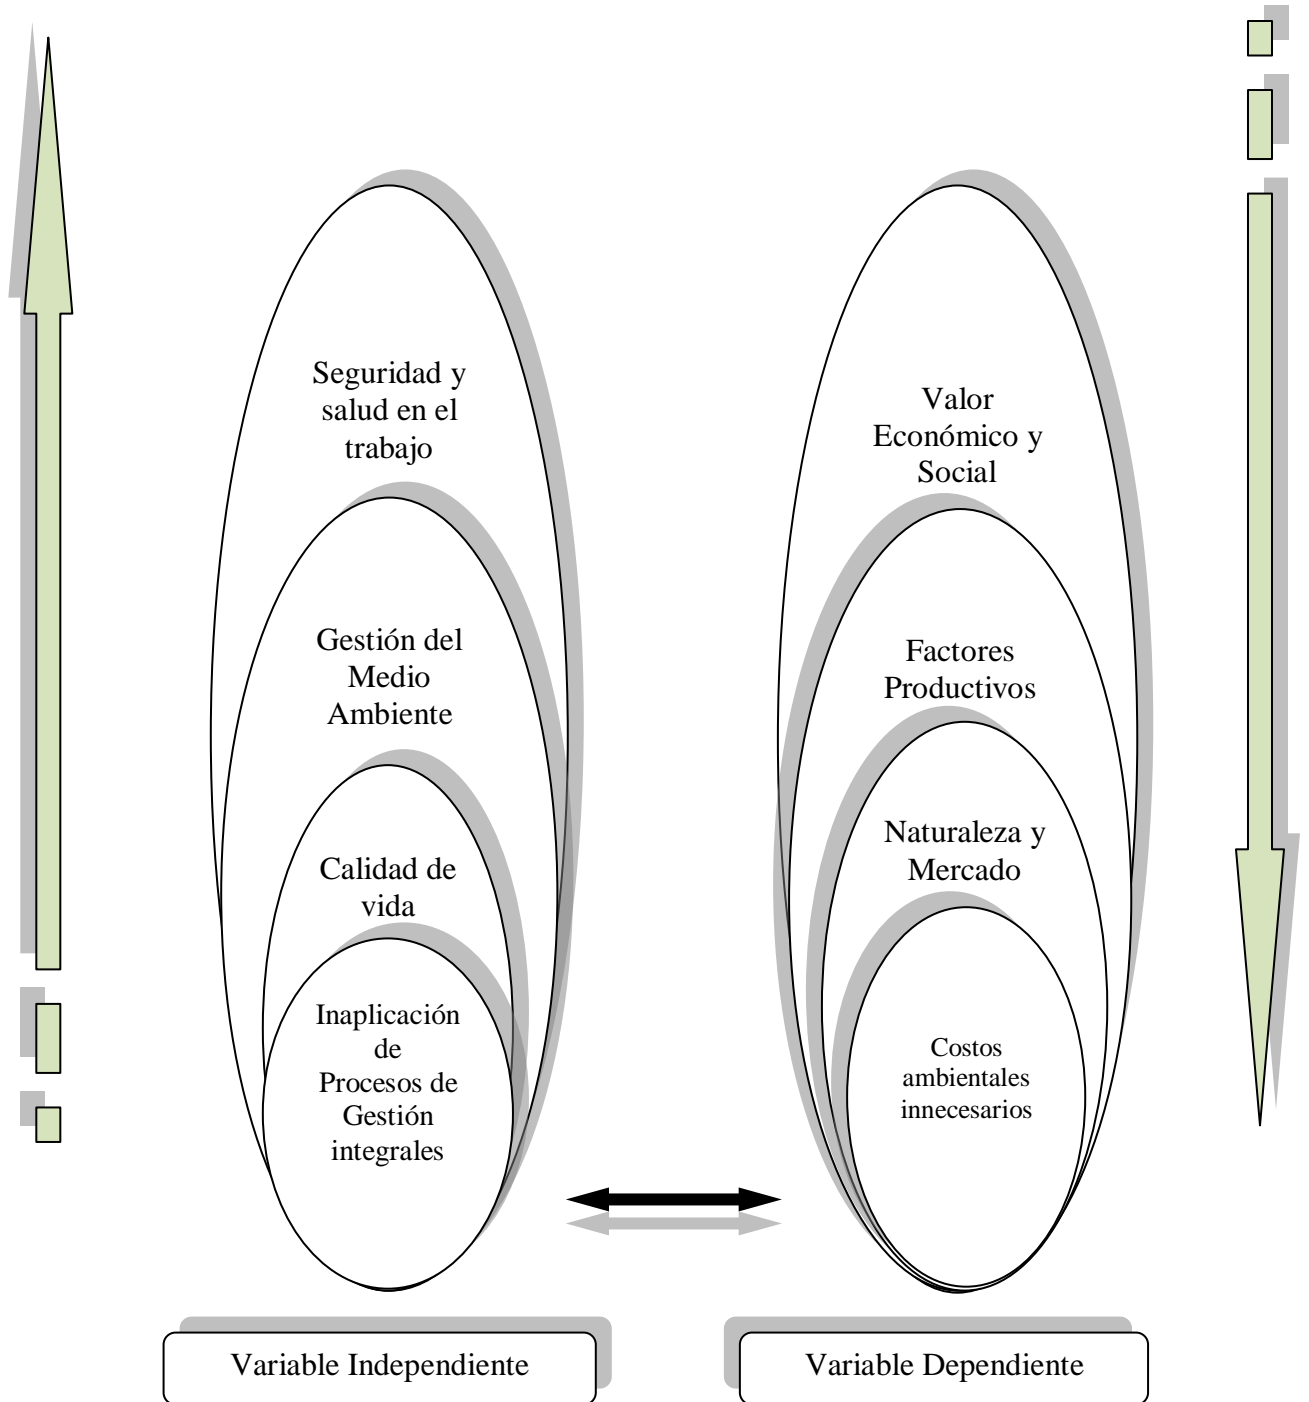 Seguridad y
salud en el
trabajo
Gestión del
Medio
Ambiente
Calidad de
vida
Inaplicación
de
Procesos de
Gestión
integrales
Valor
Económico y
Social
Factores
Productivos
Naturaleza y
Mercado
Costos
ambientales
innecesarios
Variable Independiente
Variable Dependiente